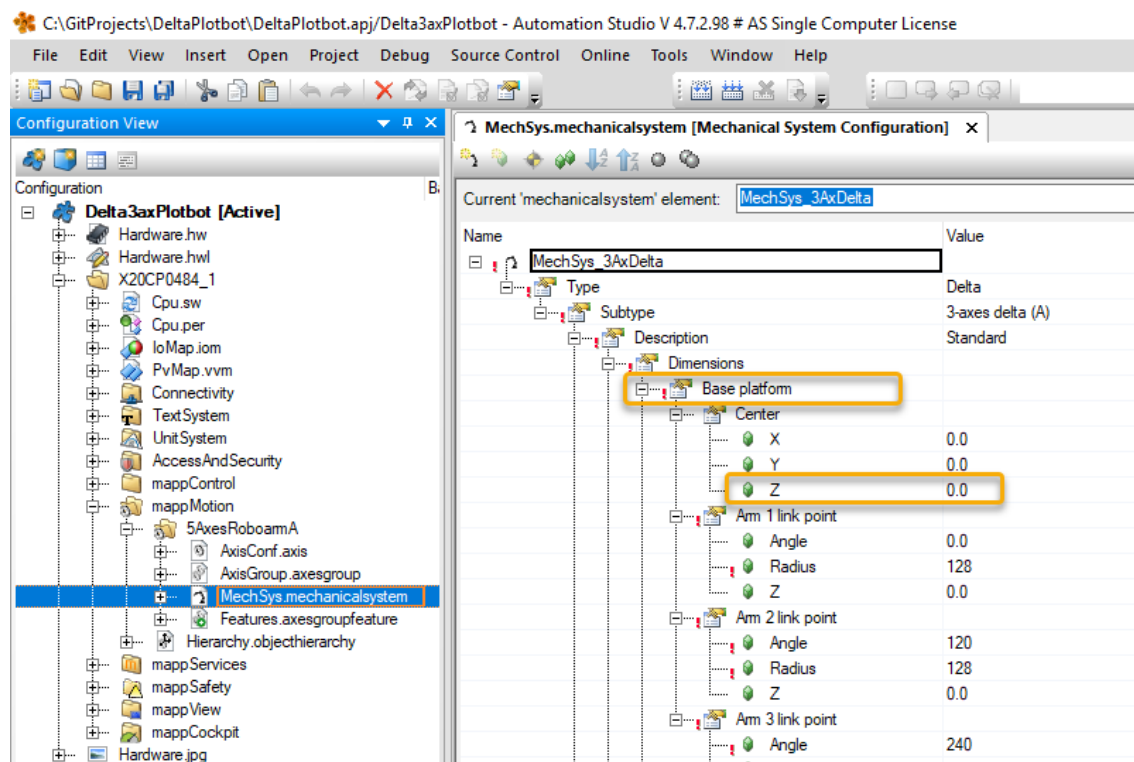 C:\GitProjects\DeltaPlotbot\DeltaPlotbot.apj/Delta3axPlotbot - Automation Studio V 4.7.2.98 # AS Single Computer License
File Edit View Insert Open Project Debug Source Control Online Tools Window Help
Configuration View
Configuration
Delta3axPlotbot [Active]
Hardware.hw
Hardware.hwl
X20CP0484_1
Cpu.sw
Cpu.per
IoMap.iom
PvMap.vvm
Connectivity
TextSystem
UnitSystem
AccessAndSecurity
mappControl
mappMotion
5AxesRoboarmA
AxisConf.axis
AxisGroup.axesgroup
MechSys.mechanicalsystem
Features.axesgroupfeature
Hierarchy.objecthierarchy
mappServices
mappSafety
mappView
mappCockpit
Hardware.jpg
MechSys.mechanicalsystem [Mechanical System Configuration]
Current 'mechanicalsystem' element: MechSys_3AxDelta
Name Value
MechSys_3AxDelta
Type Delta
Subtype 3-axes delta (A)
Description Standard
Dimensions
Base platform
Center
X 0.0
Y 0.0
Z 0.0
Arm 1 link point
Angle 0.0
Radius 128
Z 0.0
Arm 2 link point
Angle 120
Radius 128
Z 0.0
Arm 3 link point
Angle 240